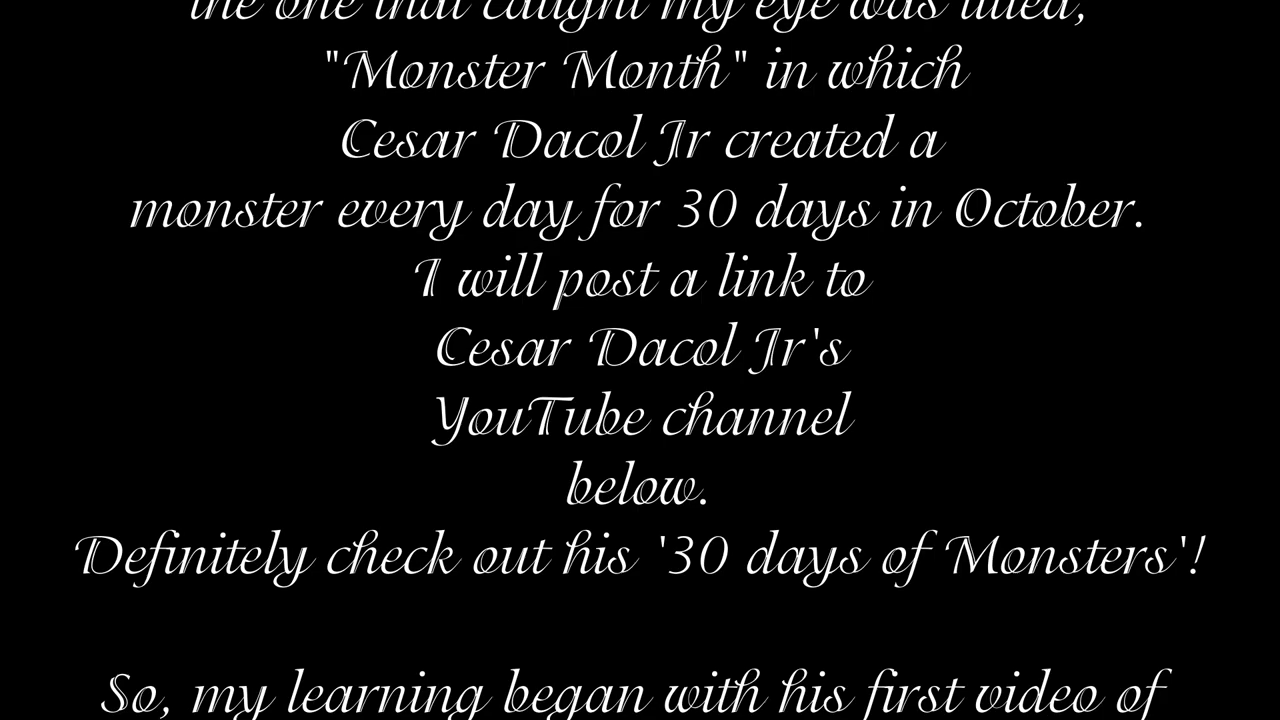 the one that caught my eye was titled,
"Monster Month" in which
Cesar Dacol Jr created a
monster every day for 30 days in October.
I will post a link to
Cesar Dacol Jr's
YouTube channel
below.
Definitely check out his '30 days of Monsters'!
So, my learning began with his first video of